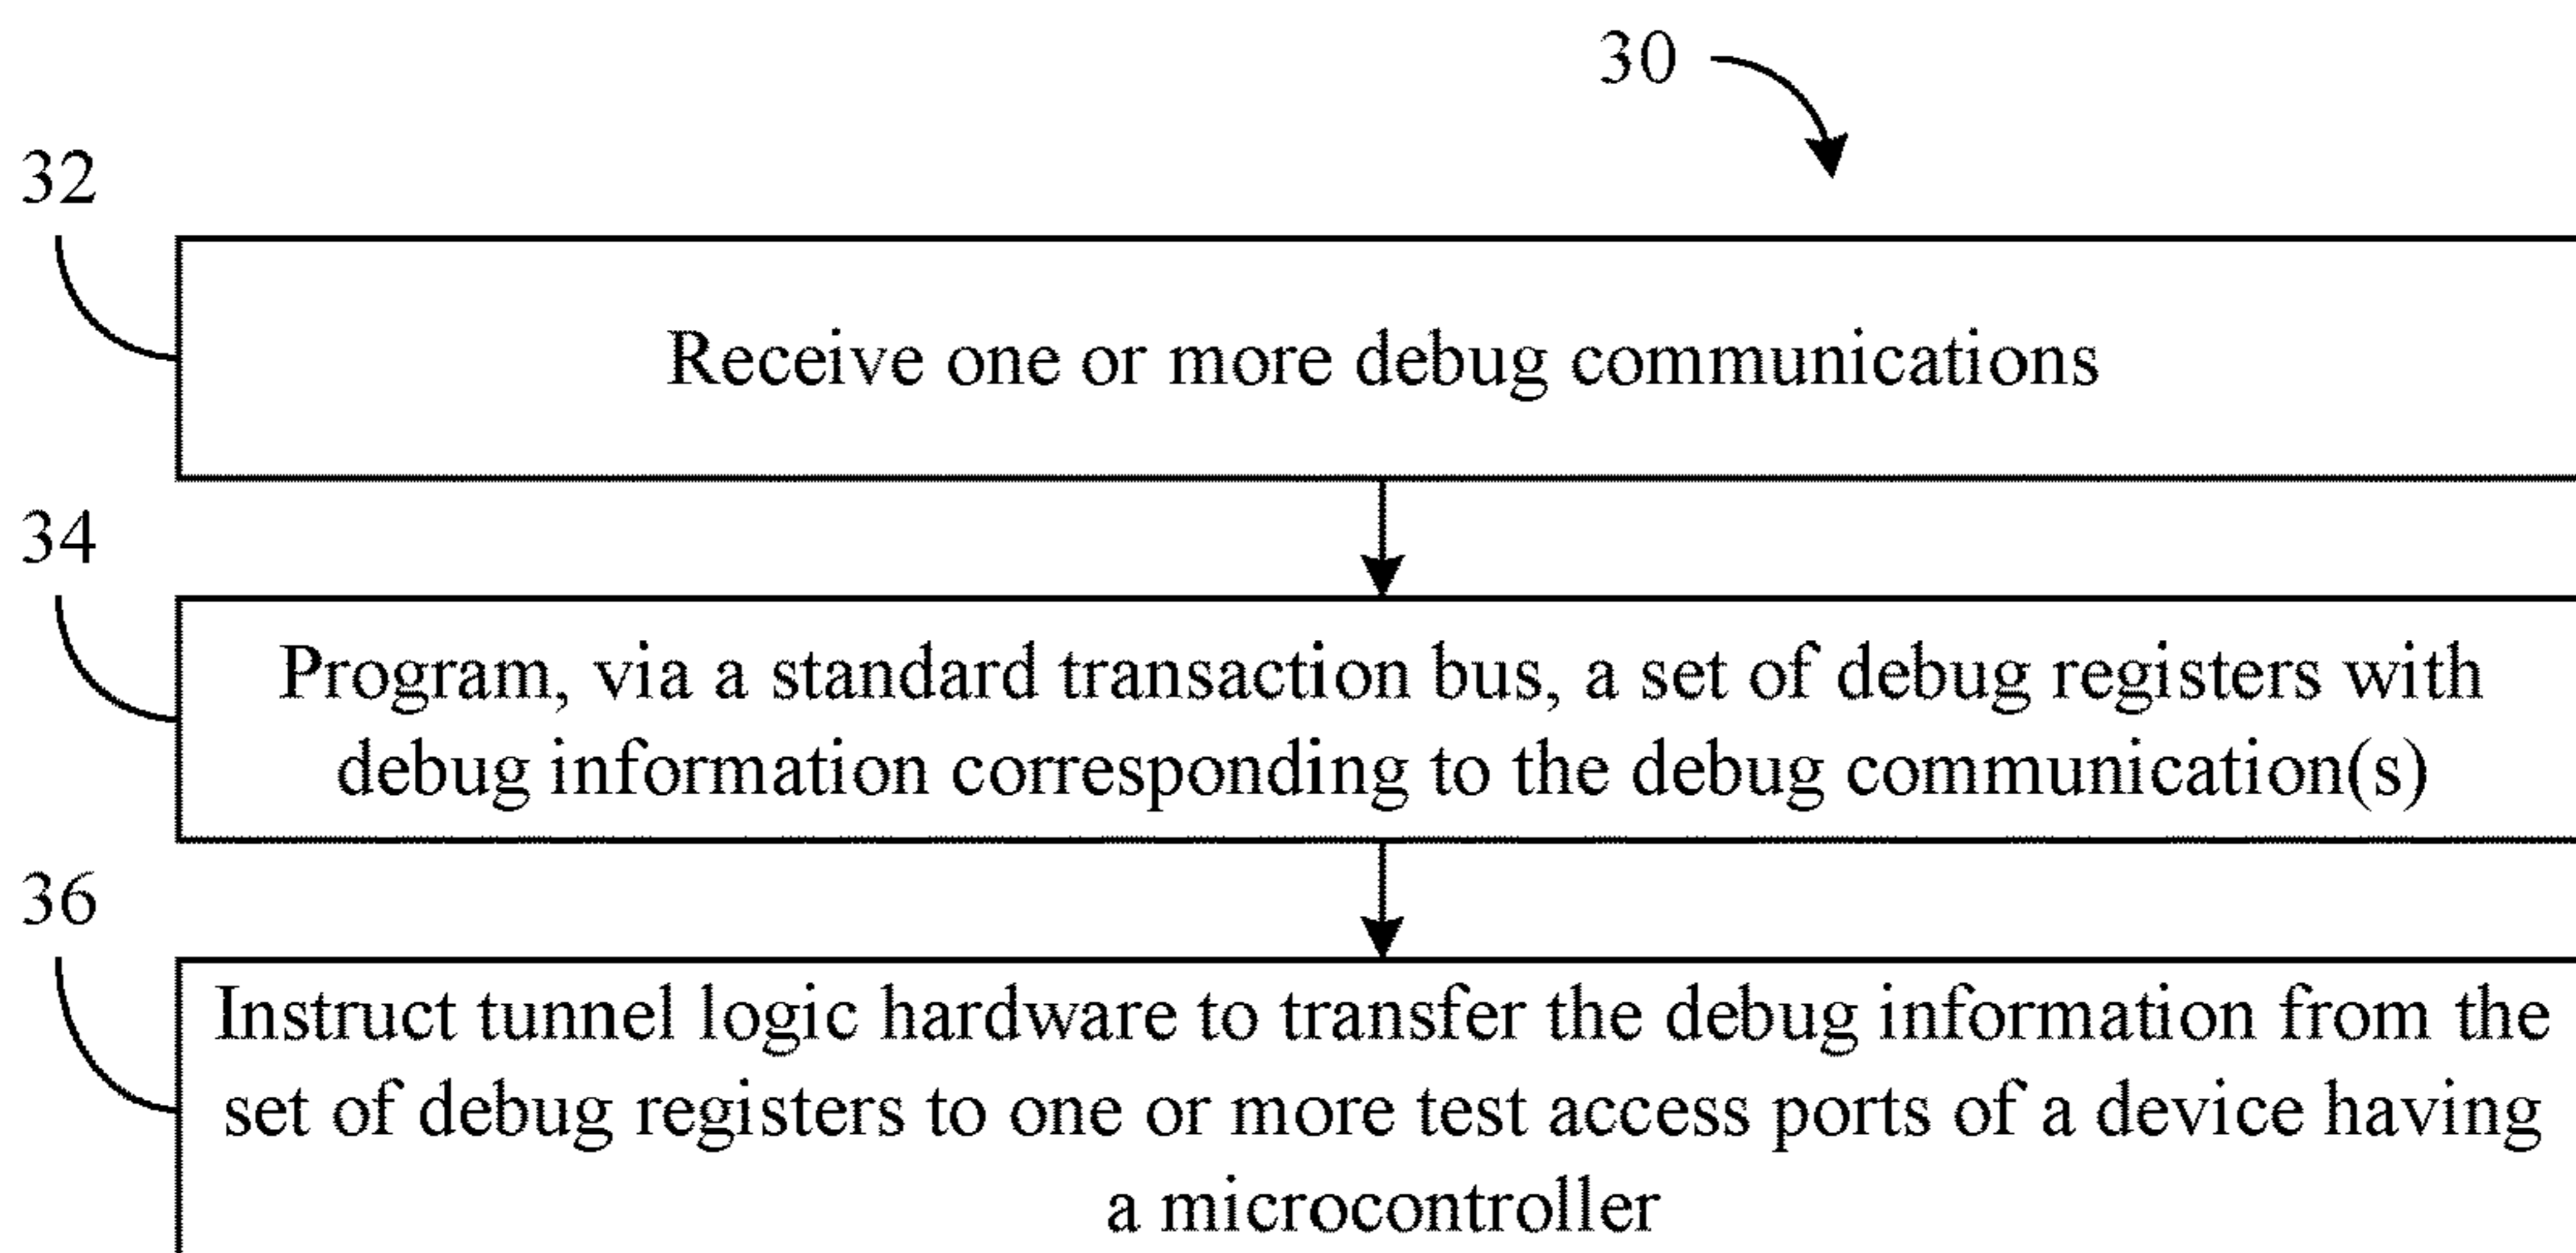 30
32
Receive one or more debug communications
34
Program, via a standard transaction bus, a set of debug registers with
debug information corresponding to the debug communication(s)
36
Instruct tunnel logic hardware to transfer the debug information from the
set of debug registers to one or more test access ports of a device having
a microcontroller